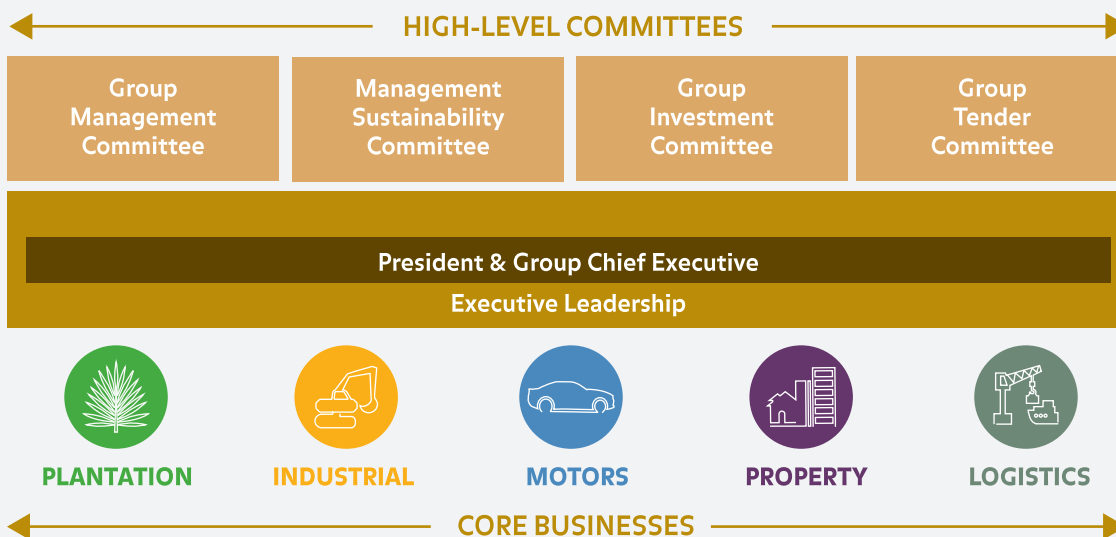 HIGH-LEVEL COMMITTEES
Group
Management
Committee
Management
Sustainability
Committee
Group
Investment
Committee
Group
Tender
Committee
President & Group Chief Executive
Executive Leadership
PLANTATION
INDUSTRIAL
MOTORS
PROPERTY
LOGISTICS
CORE BUSINESSES